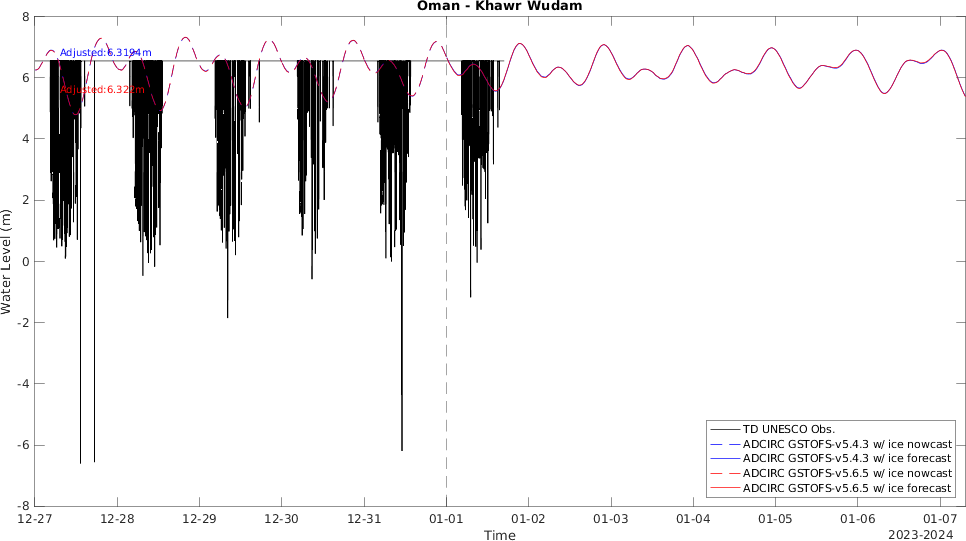 Oman - Khawr Wudam
8
6
4
2
0
-2
-4
-6
-8
Water Level (m)
Adjusted:6.3194m
Adjusted:6.322m
TD UNESCO Obs.
ADCIRC GSTOFS-v5.4.3 w/ ice nowcast
ADCIRC GSTOFS-v5.4.3 w/ ice forecast
ADCIRC GSTOFS-v5.6.5 w/ ice nowcast
ADCIRC GSTOFS-v5.6.5 w/ ice forecast
12-27 12-28 12-29 12-30 12-31 01-01 01-02 01-03 01-04 01-05 01-06 01-07
Time
2023-2024